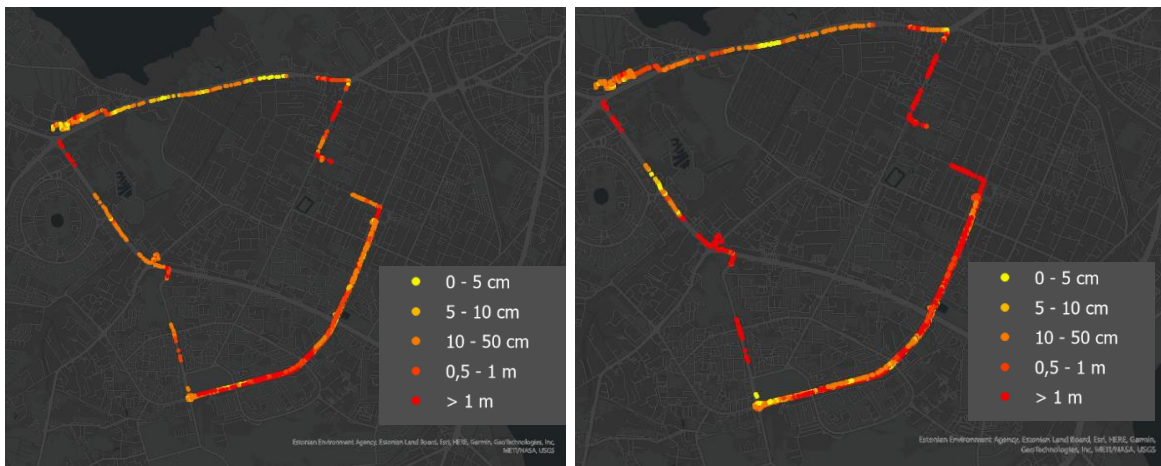 0 - 5 cm
5 - 10 cm
10 - 50 cm
0,5 - 1 m
> 1 m
Estonian Environment Agency, Estonian Land Board, Esri, HERE, Garmin, GeoTechnologies, Inc,
METI/NASA, USGS
0 - 5 cm
5 - 10 cm
10 - 50 cm
0,5 - 1 m
> 1 m
Estonian Environment Agency, Estonian Land Board, Esri, HERE, Garmin,
GeoTechnologies, Inc, METI/NASA, USGS